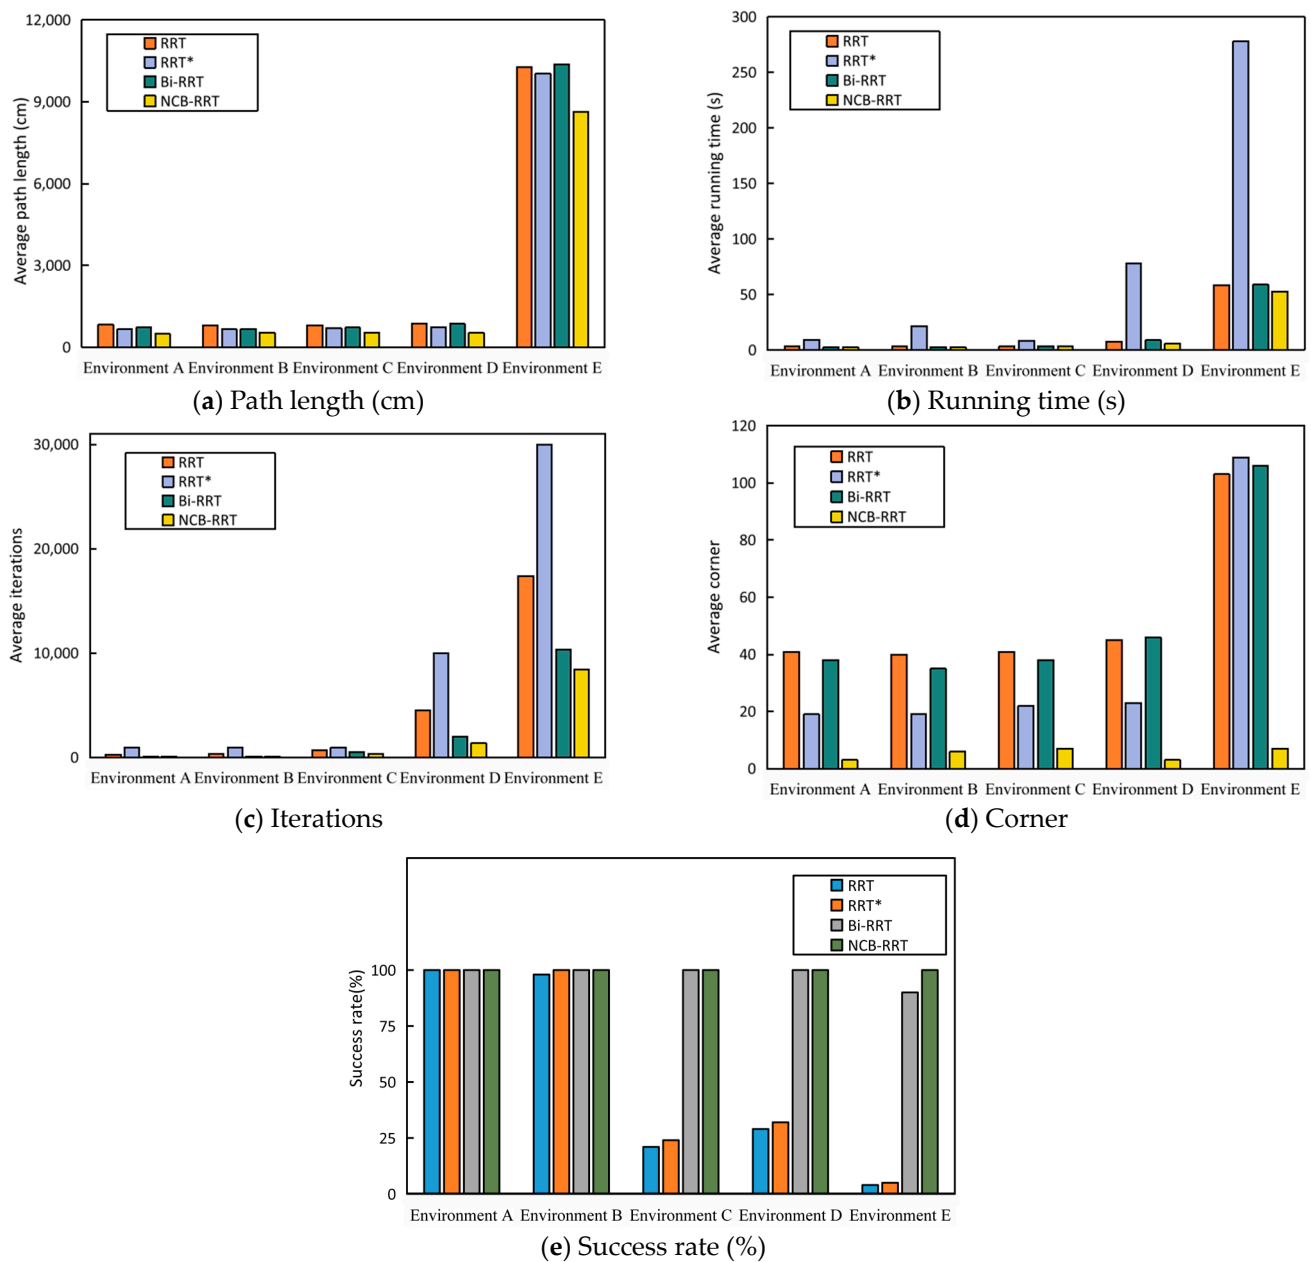 12,000
9,000
6,000
3,000
0
Average path length (cm)
RRT
RRT*
Bi-RRT
NCB-RRT
Environment A Environment B Environment C Environment D Environment E
(a) Path length (cm)
300
250
200
150
100
50
0
Average running time (s)
RRT
RRT*
Bi-RRT
NCB-RRT
Environment A Environment B Environment C Environment D Environment E
(b) Running time (s)
30,000
20,000
10,000
0
Average iterations
RRT
RRT*
Bi-RRT
NCB-RRT
Environment A Environment B Environment C Environment D Environment E
(c) Iterations
120
100
80
60
40
20
0
Average corner
RRT
RRT*
Bi-RRT
NCB-RRT
Environment A Environment B Environment C Environment D Environment E
(d) Corner
100
75
50
25
0
Success rate(%)
RRT
RRT*
Bi-RRT
NCB-RRT
Environment A Environment B Environment C Environment D Environment E
(e) Success rate (%)